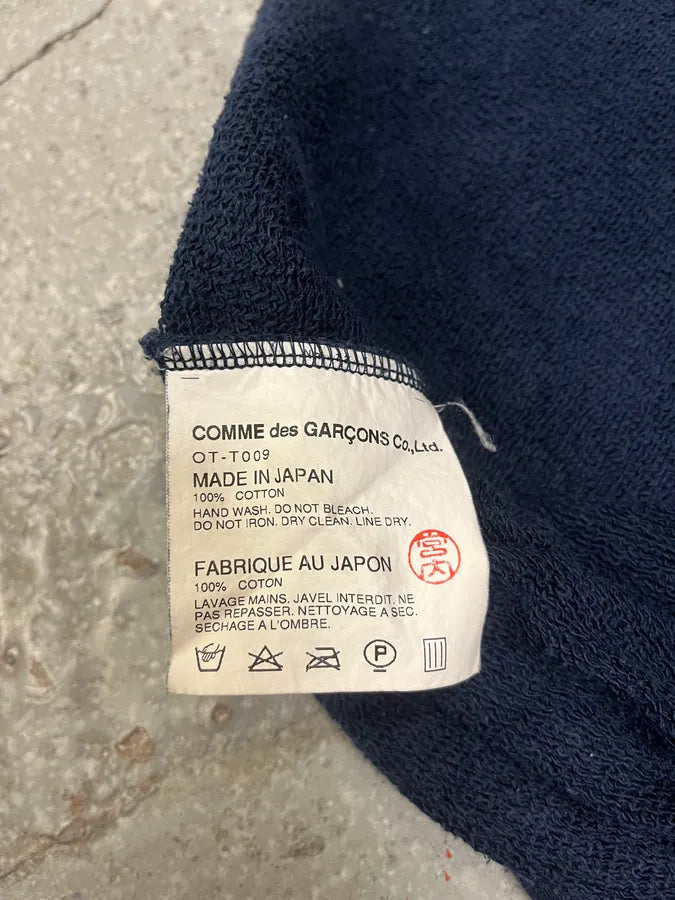 COMME des GARÇONS Co.,Ltd.
OT-T009
MADE IN JAPAN
100% COTTON
HAND WASH. DO NOT BLEACH.
DO NOT IRON. DRY CLEAN. LINE DRY.
宮内
FABRIQUE AU JAPON
100% COTON
LAVAGE MAINS. JAVEL INTERDIT. NE
PAS REPASSER. NETTOYAGE A SEC.
SECHAGE A L'OMBRE.
P